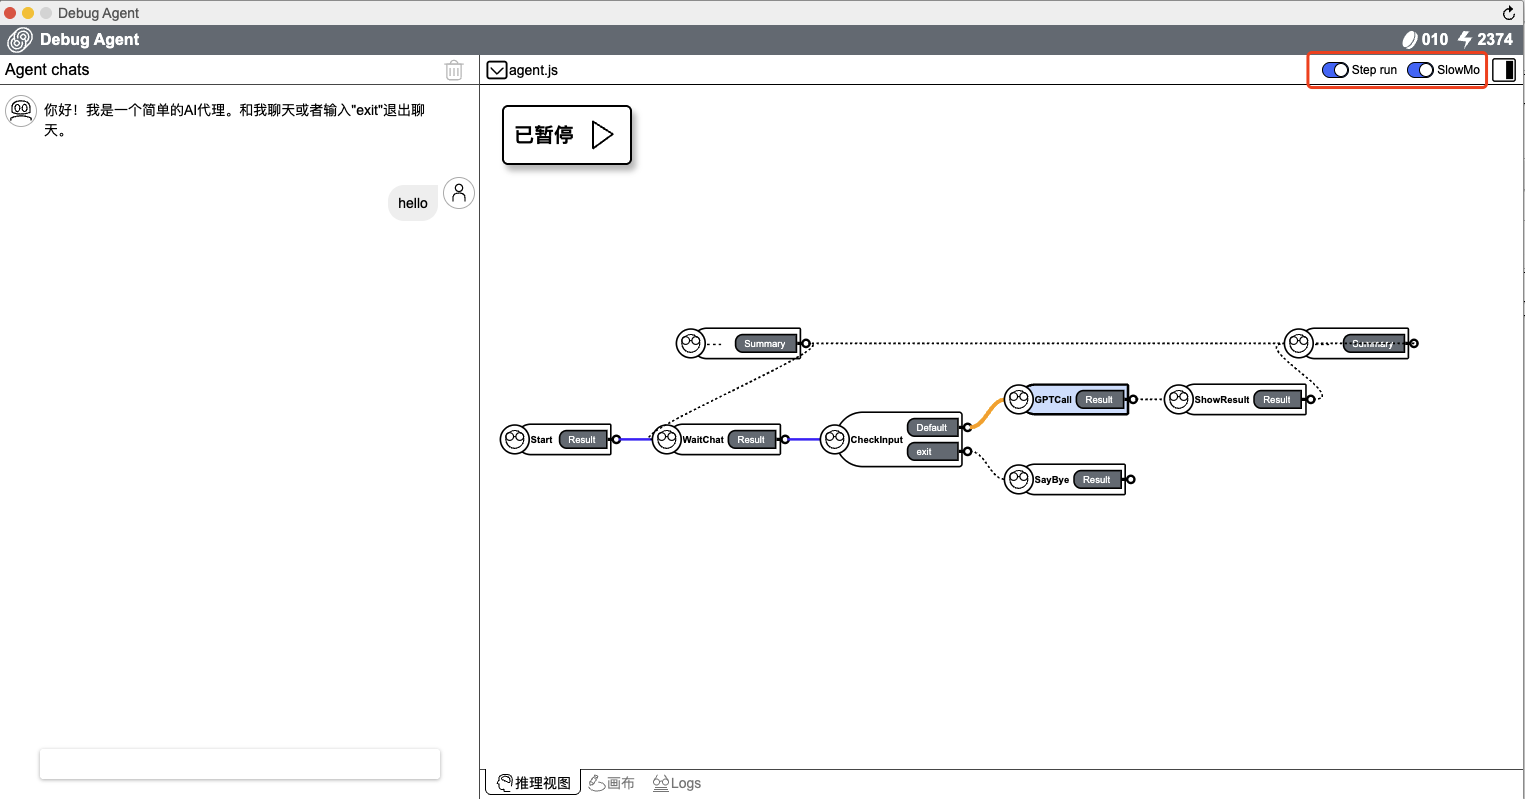 Debug Agent
Debug Agent
010 2374
Agent chats
agent.js
Step run
SlowMo
你好！我是一个简单的AI代理。和我聊天或者输入"exit"退出聊
天。
hello
已暂停
Summary
Summary
GPTCall Result
ShowResult Result
Start Result
WaitChat Result
CheckInput
Default
exit
SayBye Result
推理视图
画布
Logs